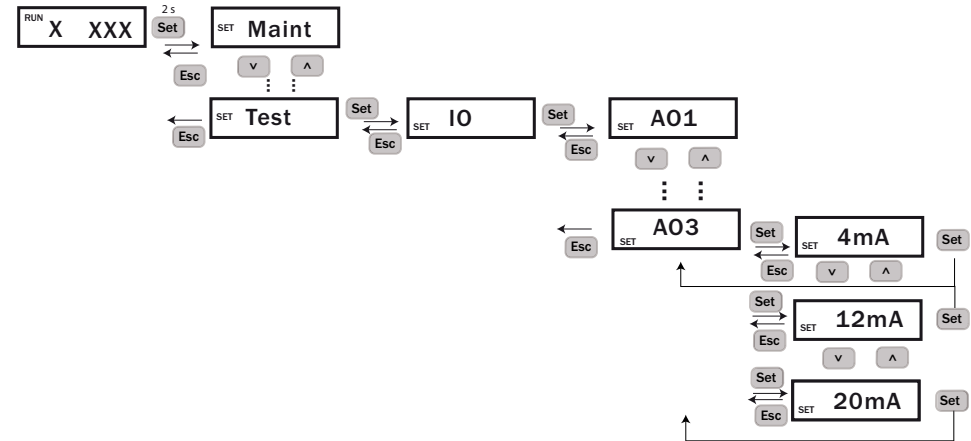 2 s
RUN X XXX Set SET Maint
Esc v ^
SET Test Set SET IO Set SET AO1
Esc Esc Esc
v ^
SET AO3 Set SET 4mA Set
Esc Esc v ^
Set SET 12mA Set
Esc
v ^
Set SET 20mA Set
Esc